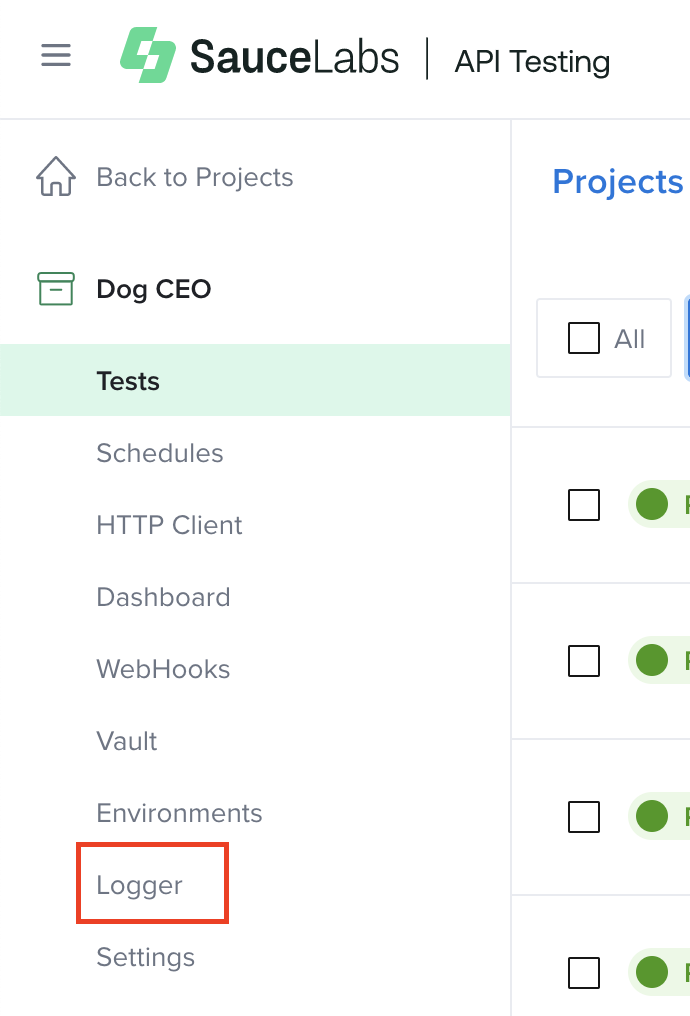 SauceLabs | API Testing
Back to Projects
Projects
Dog CEO
All
Tests
Schedules
HTTP Client
Dashboard
WebHooks
Vault
Environments
Logger
Settings